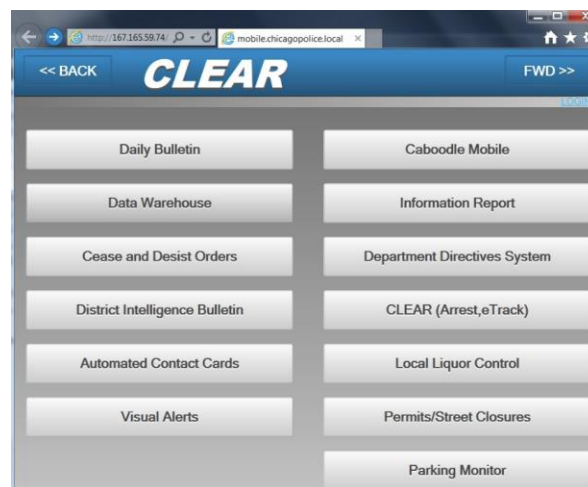 http://167.165.59.74/
mobile.chicagopolice.local
<< BACK
CLEAR
FWD >>
LOGIN
Daily Bulletin
Caboodle Mobile
Data Warehouse
Information Report
Cease and Desist Orders
Department Directives System
District Intelligence Bulletin
CLEAR (Arrest,eTrack)
Automated Contact Cards
Local Liquor Control
Visual Alerts
Permits/Street Closures
Parking Monitor